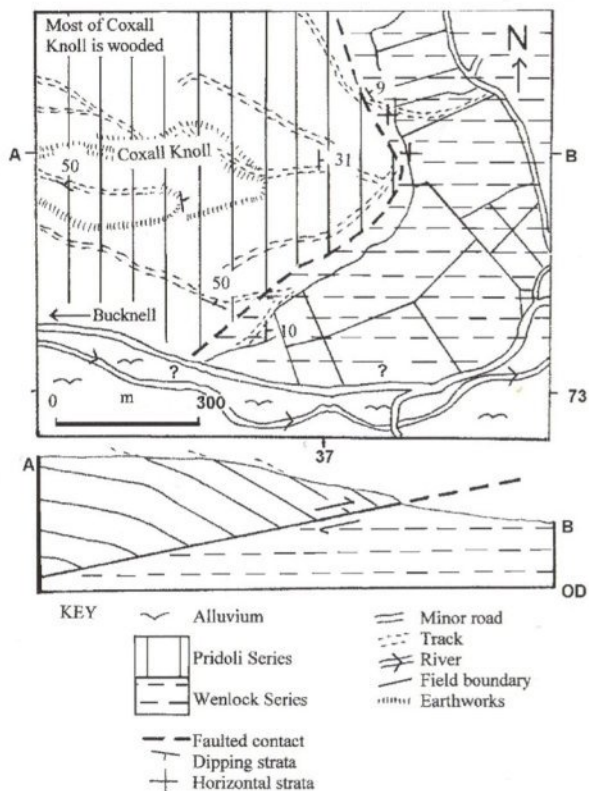 Most of Coxall
Knoll is wooded
N
9
A
Coxall Knoll
50
31
B
50
Bucknell
10
?
?
0 m 300
73
37
A
B
OD
KEY
Alluvium
Pridoli Series
Wenlock Series
Faulted contact
Dipping strata
Horizontal strata
Minor road
Track
River
Field boundary
Earthworks